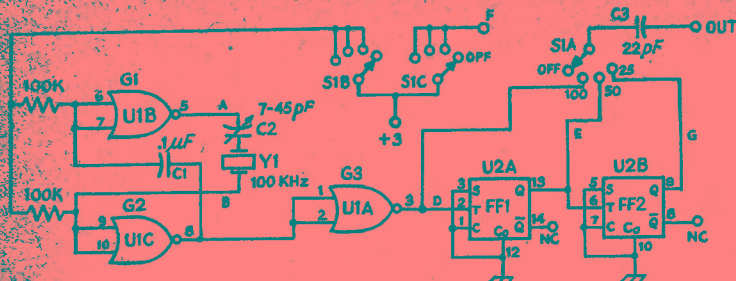 C3
F
OUT
S1A
22pF
OFF
S1B
S1C
OFF
25
50
100
+3
100K
G1
6
7
U1B
5
A
7-45pF
C2
.1µF
C1
Y1
100 KHz
B
E
G
100K
G2
9
10
U1C
8
G3
1
2
U1A
3
D
U2A
3 S Q 13
2 T FF1
1 C C₀ Q̅ 14
NC
12
U2B
5 S Q 9
6 T FF2
7 C C₀ Q̅ 8
NC
10